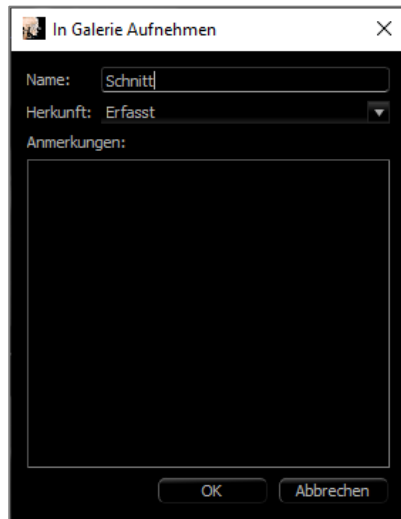 In Galerie Aufnehmen
Name: Schnitt
Herkunft: Erfasst
Anmerkungen:
OK Abbrechen